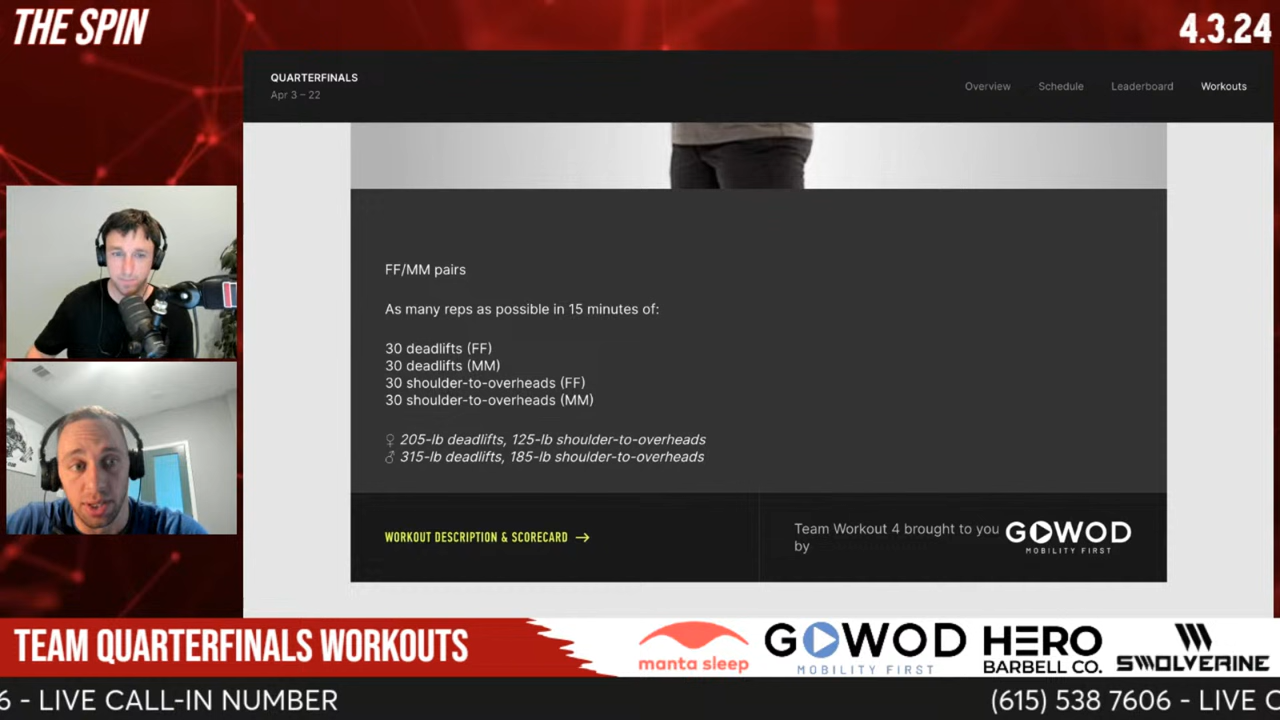 THE SPIN
4.3.24
QUARTERFINALS
Apr 3 – 22
Overview
Schedule
Leaderboard
Workouts
FF/MM pairs
As many reps as possible in 15 minutes of:
30 deadlifts (FF)
30 deadlifts (MM)
30 shoulder-to-overheads (FF)
30 shoulder-to-overheads (MM)
♀ 205-lb deadlifts, 125-lb shoulder-to-overheads
♂ 315-lb deadlifts, 185-lb shoulder-to-overheads
WORKOUT DESCRIPTION & SCORECARD →
Team Workout 4 brought to you
by
GOWOD
MOBILITY FIRST
TEAM QUARTERFINALS WORKOUTS
manta sleep
GOWOD
MOBILITY FIRST
HERO
BARBELL CO.
SWOLVERINE
6 - LIVE CALL-IN NUMBER
(615) 538 7606 - LIVE C